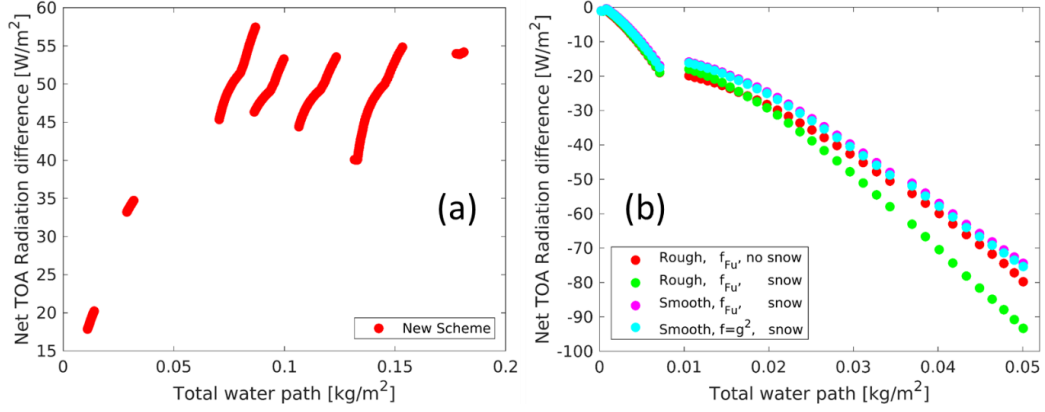 60
55
50
45
40
35
30
25
20
15
Net TOA Radiation difference [W/m²]
(a)
New Scheme
0
0.05
0.1
0.15
0.2
Total water path [kg/m²]
0
-10
-20
-30
-40
-50
-60
-70
-80
-90
-100
Net TOA Radiation difference [W/m²]
(b)
Rough, f_Fu, no snow
Rough, f_Fu, snow
Smooth, f_Fu, snow
Smooth, f=g², snow
0
0.01
0.02
0.03
0.04
0.05
Total water path [kg/m²]